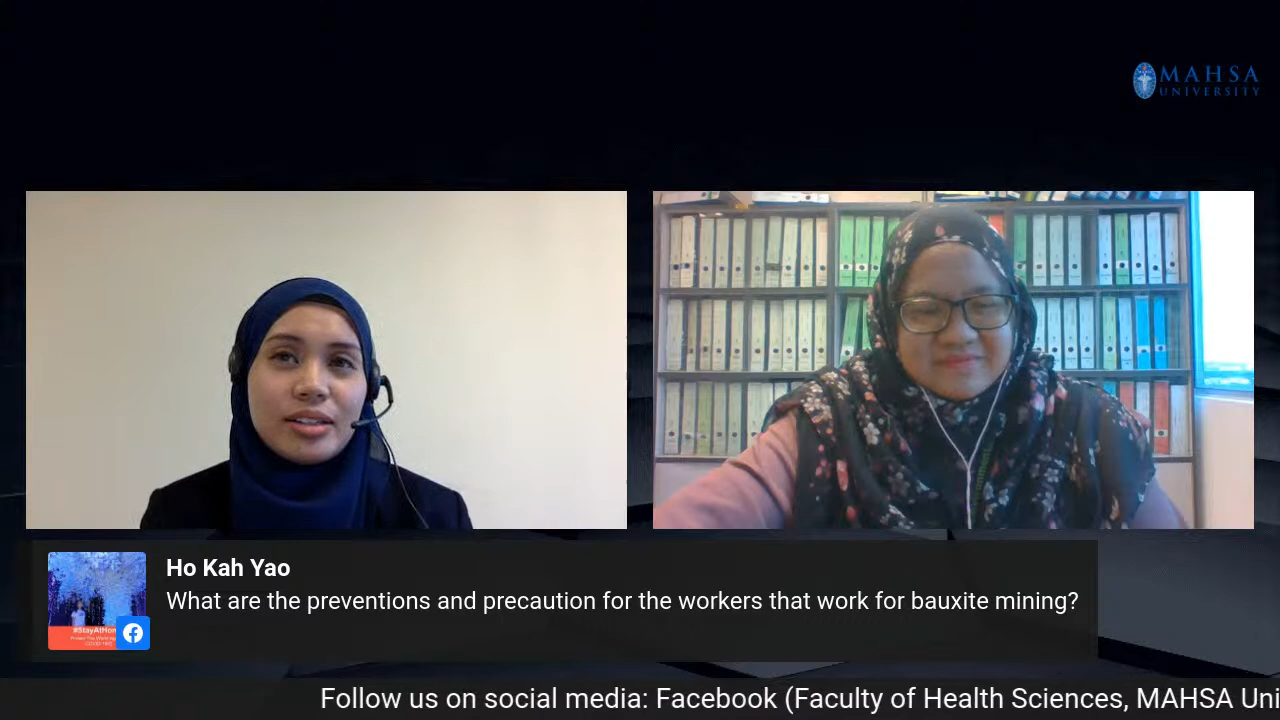 MAHSA
UNIVERSITY
Ho Kah Yao
What are the preventions and precaution for the workers that work for bauxite mining?
#StayAtHom
Follow us on social media: Facebook (Faculty of Health Sciences, MAHSA Uni